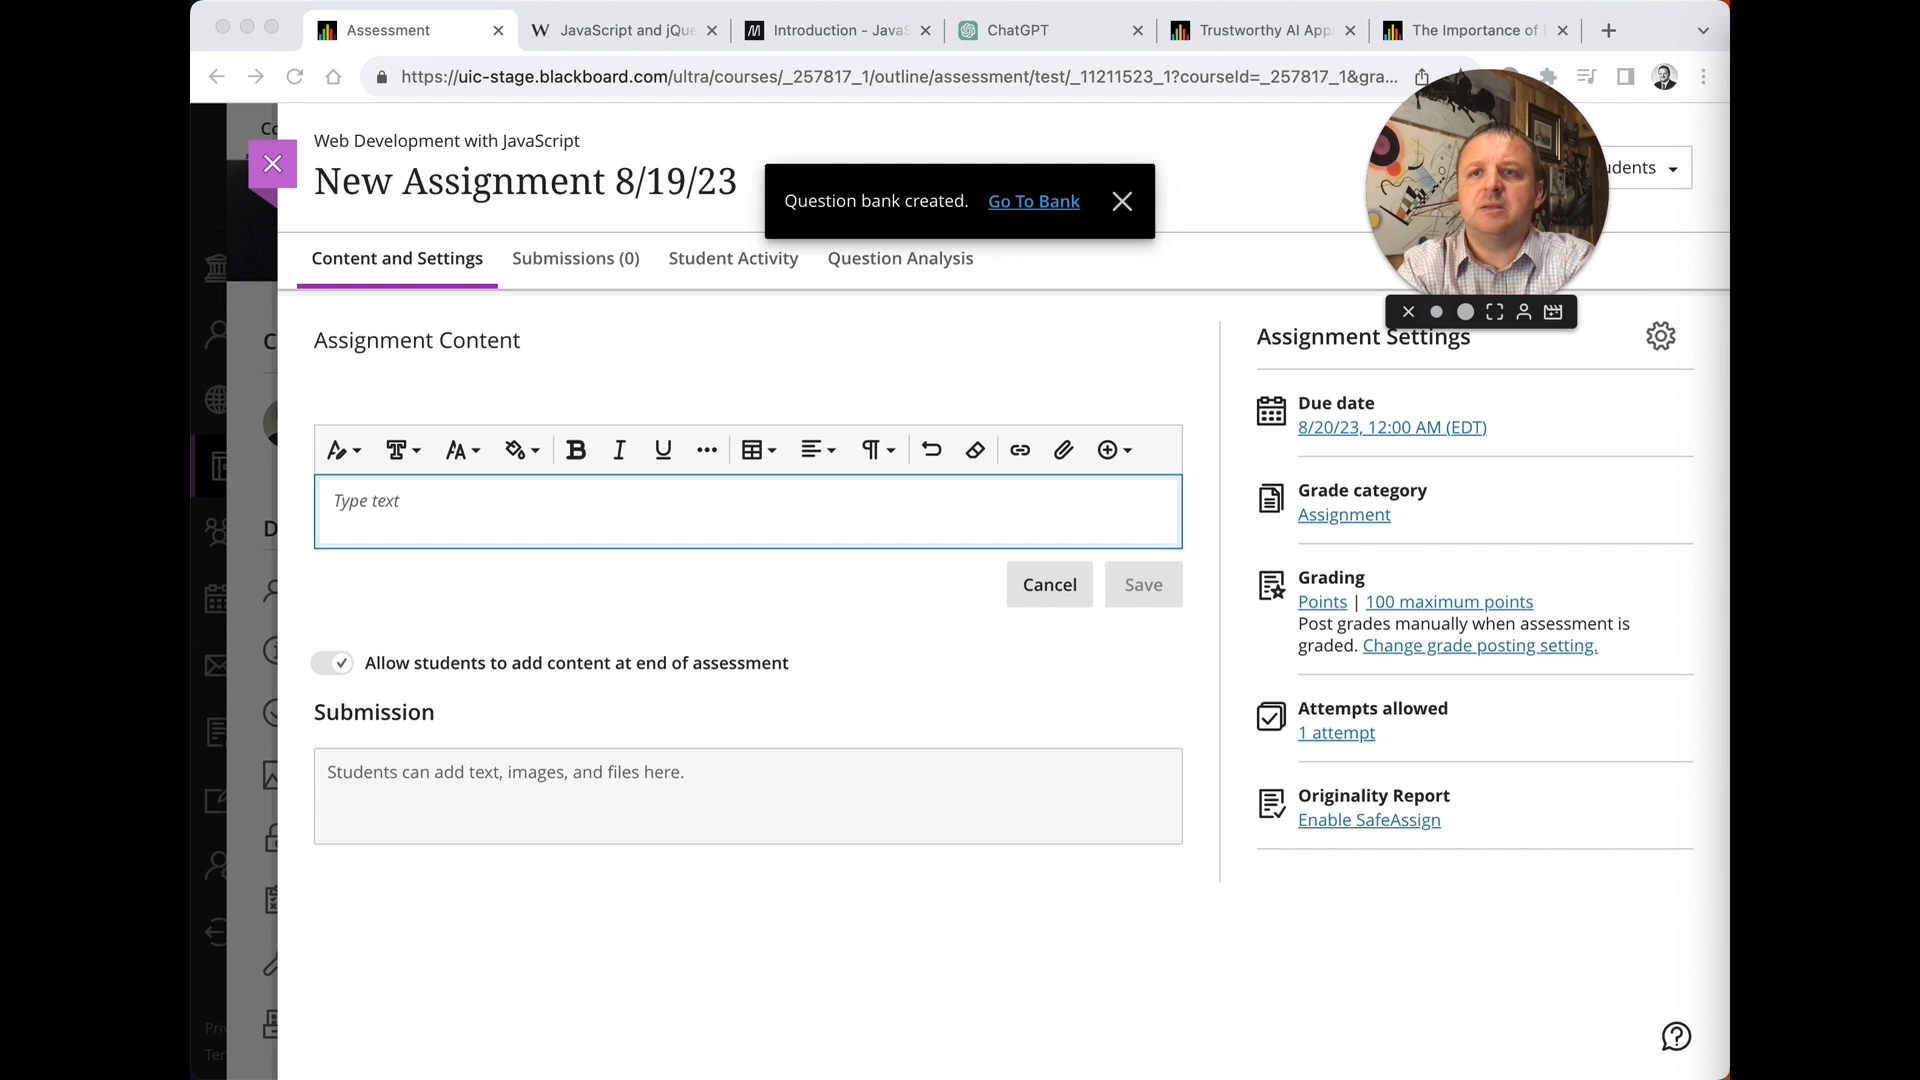 Assessment
JavaScript and jQue
Introduction - JavaS
ChatGPT
Trustworthy AI App
The Importance of
https://uic-stage.blackboard.com/ultra/courses/_257817_1/outline/assessment/test/_11211523_1?courseId=_257817_1&gra...
Web Development with JavaScript
New Assignment 8/19/23
Question bank created. Go To Bank
udents
Content and Settings
Submissions (0)
Student Activity
Question Analysis
Assignment Content
Type text
Cancel
Save
Allow students to add content at end of assessment
Submission
Students can add text, images, and files here.
Assignment Settings
Due date
8/20/23, 12:00 AM (EDT)
Grade category
Assignment
Grading
Points | 100 maximum points
Post grades manually when assessment is
graded. Change grade posting setting.
Attempts allowed
1 attempt
Originality Report
Enable SafeAssign
Priv
Ter